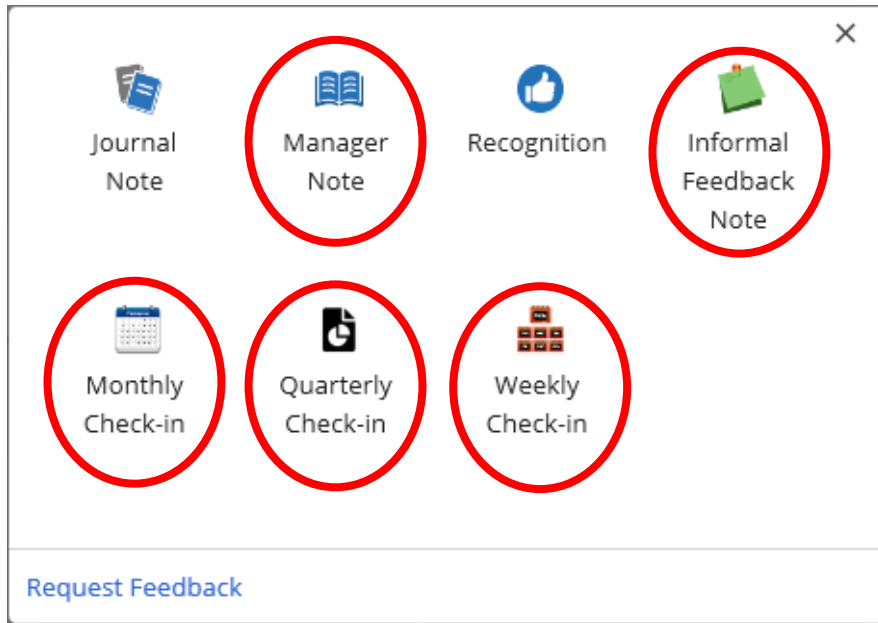 Journal
Note
Manager
Note
Recognition
Informal
Feedback
Note
Monthly
Check-in
Quarterly
Check-in
Weekly
Check-in
Request Feedback